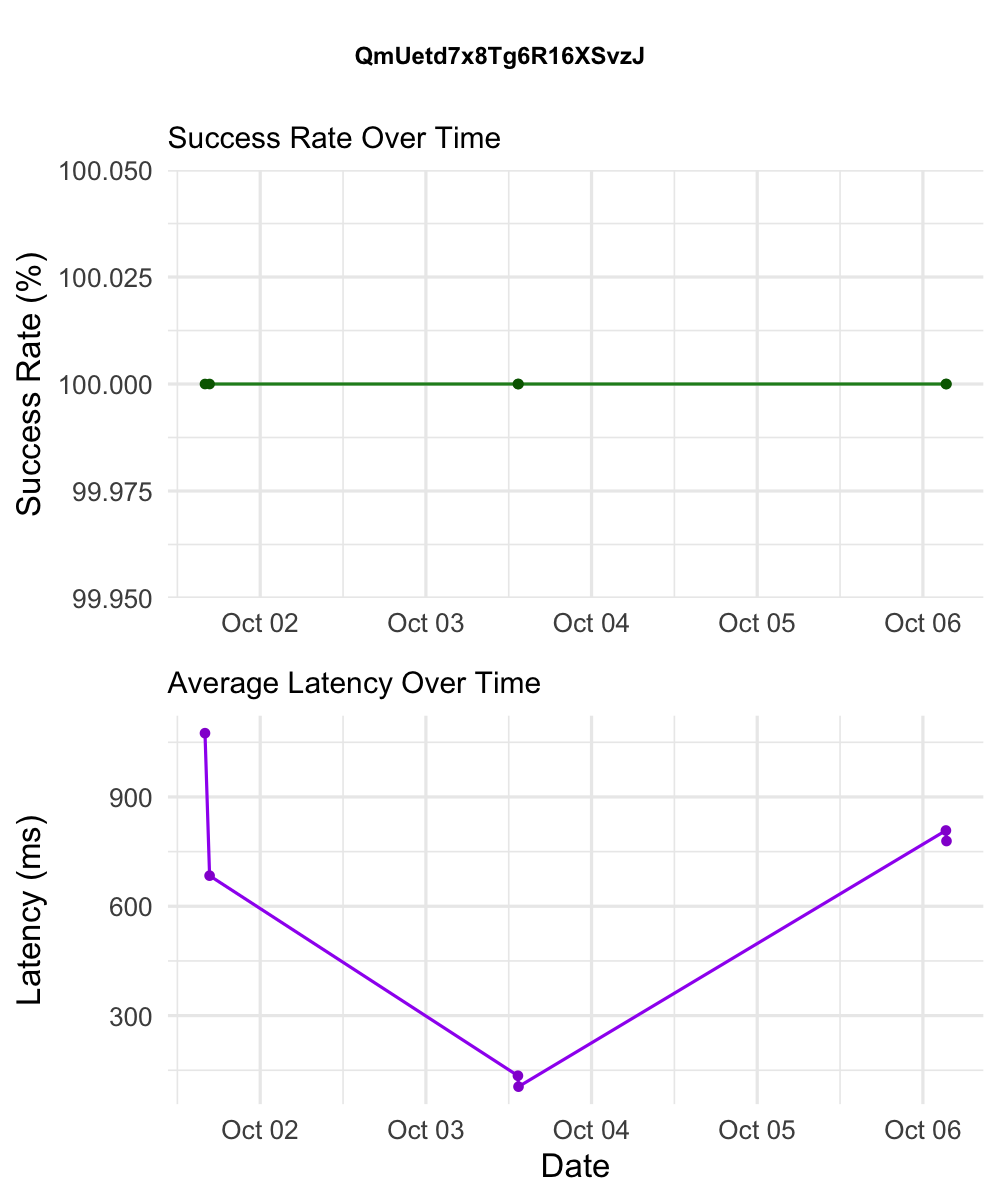 QmUetd7x8Tg6R16XSvzJ
Success Rate Over Time
Success Rate (%)
100.050
100.025
100.000
99.975
99.950
Oct 02 Oct 03 Oct 04 Oct 05 Oct 06
Average Latency Over Time
Latency (ms)
900
600
300
Oct 02 Oct 03 Oct 04 Oct 05 Oct 06
Date